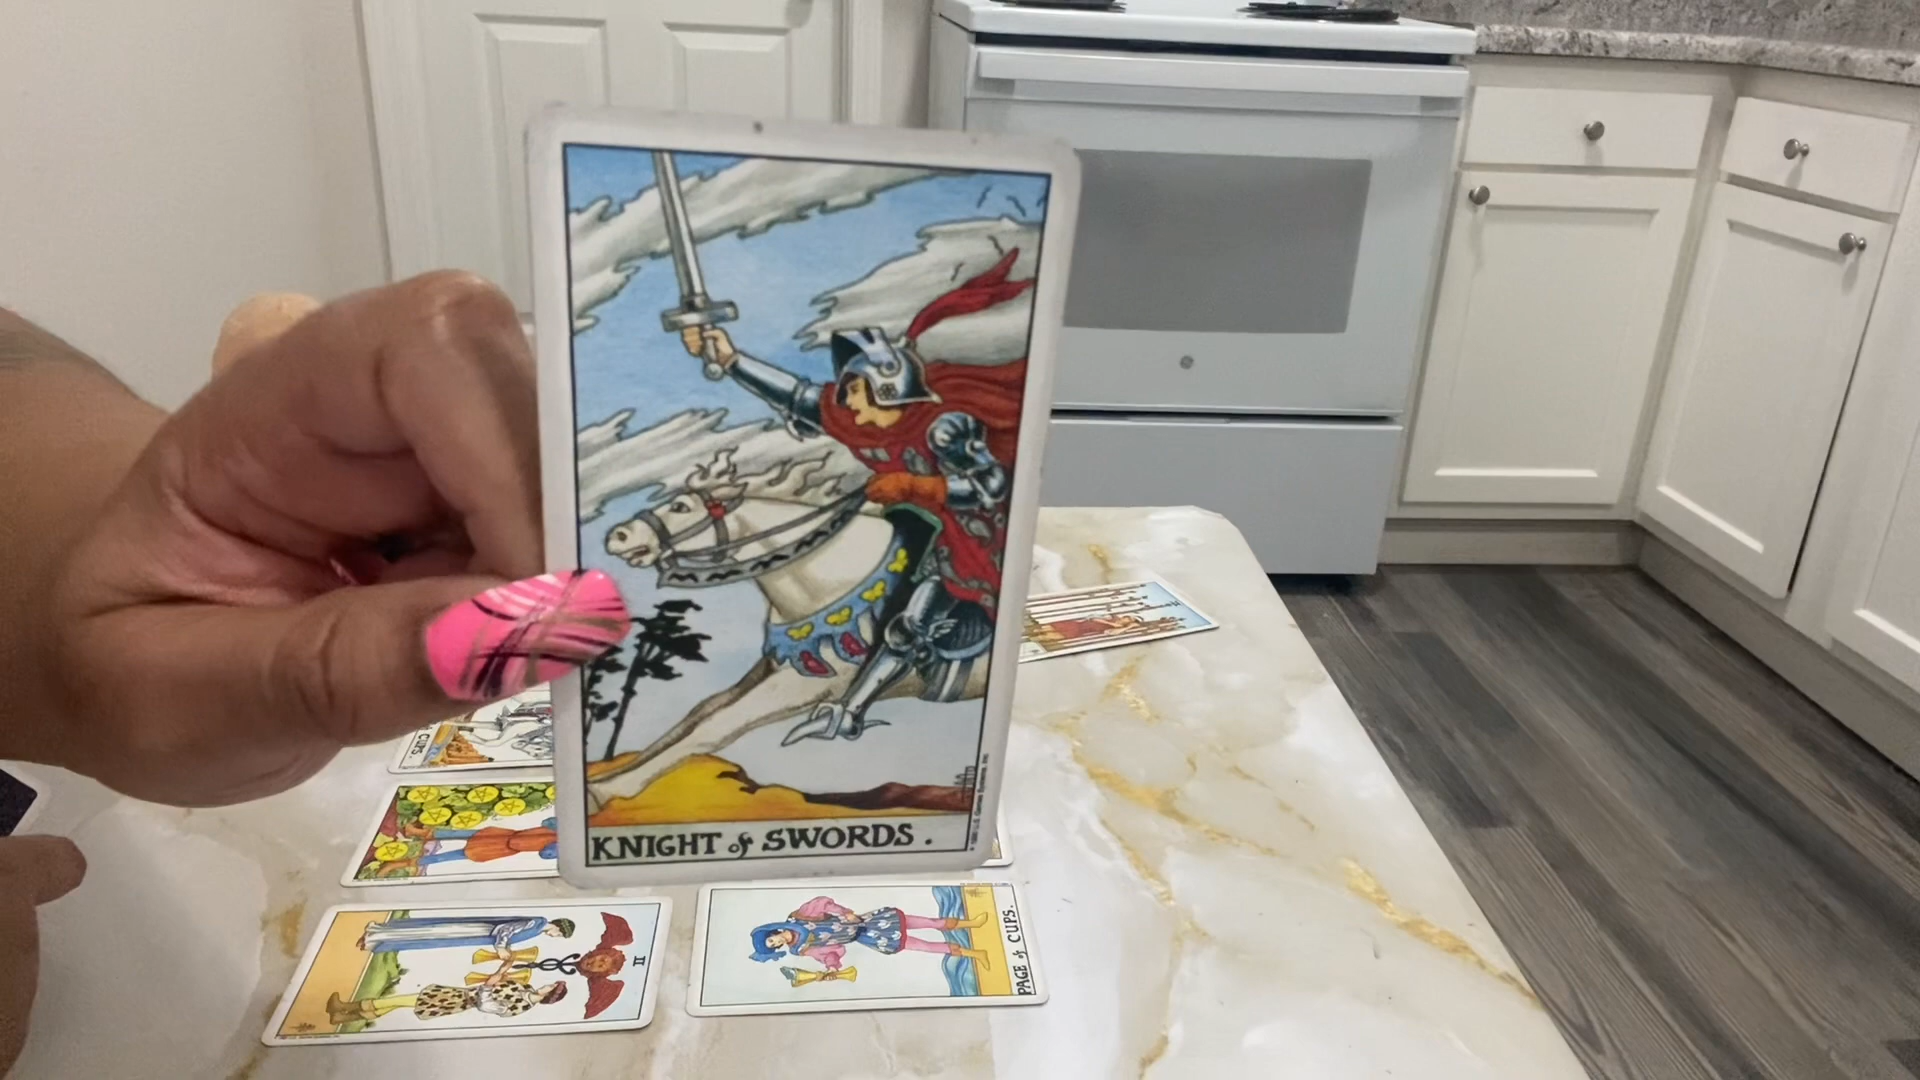 KNIGHT of SWORDS.
CUPS.
II
PAGE of CUPS.